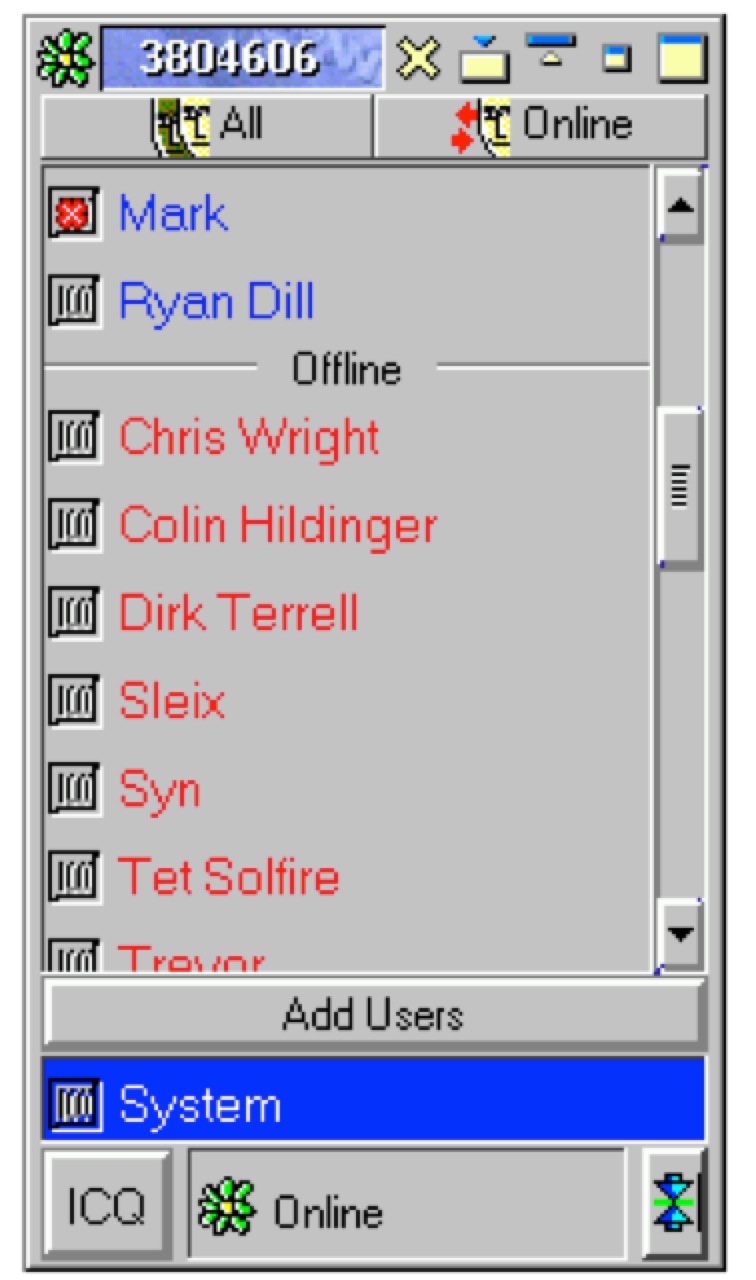 3804606
All Online
Mark
Ryan Dill
Offline
Chris Wright
Colin Hildinger
Dirk Terrell
Sleix
Syn
Tet Solfire
Trevor
Add Users
System
ICQ Online